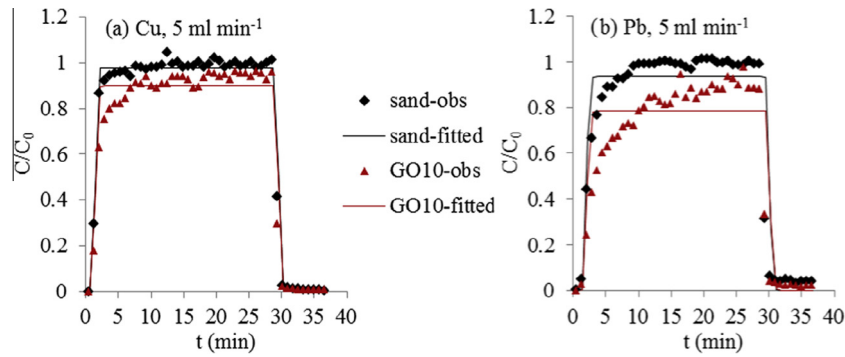 (a) Cu, 5 ml min⁻¹
C/C₀
1.2
1
0.8
0.6
0.4
0.2
0
0 5 10 15 20 25 30 35 40
t (min)
sand-obs
sand-fitted
GO10-obs
GO10-fitted
(b) Pb, 5 ml min⁻¹
C/C₀
1.2
1
0.8
0.6
0.4
0.2
0
0 5 10 15 20 25 30 35 40
t (min)